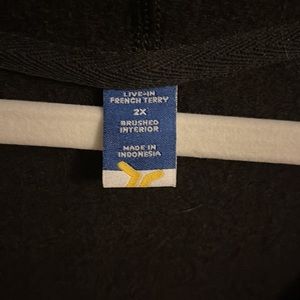 LIVE-IN
FRENCH TERRY
2X
BRUSHED
INTERIOR
MADE IN
INDONESIA